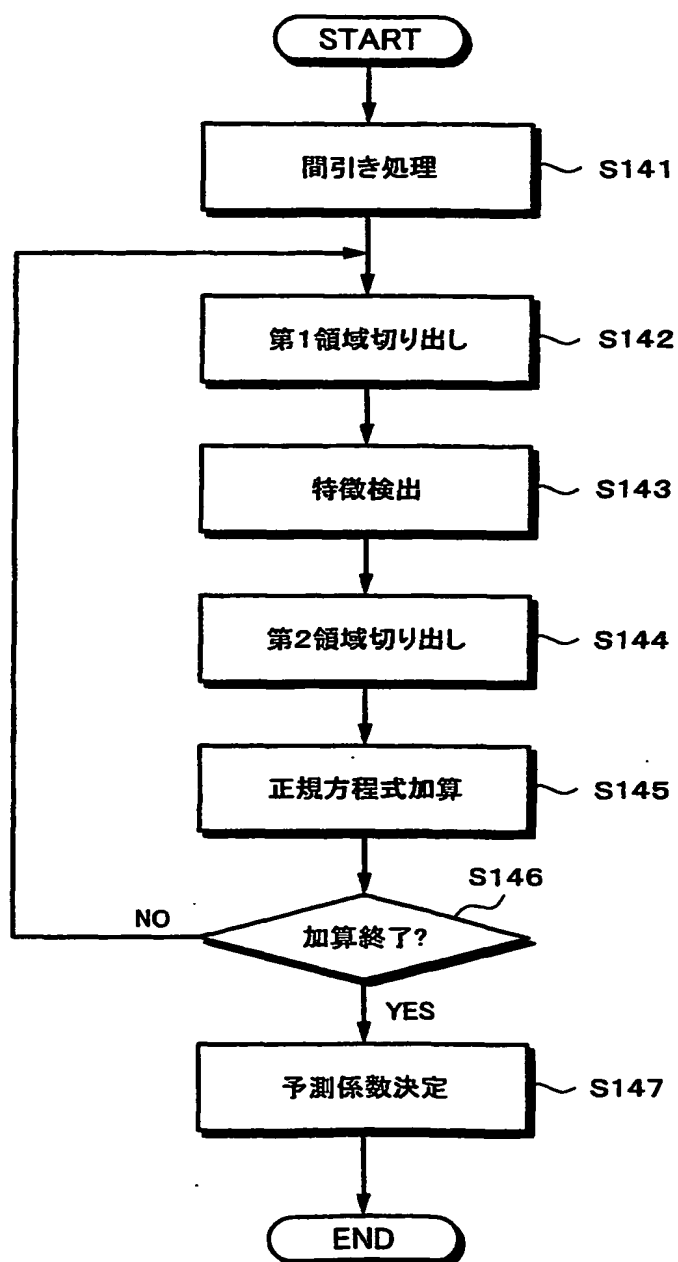 START
間引き処理
S141
第1領域切り出し
S142
特徴検出
S143
第2領域切り出し
S144
正規方程式加算
S145
S146
加算終了?
NO
YES
予測係数決定
S147
END